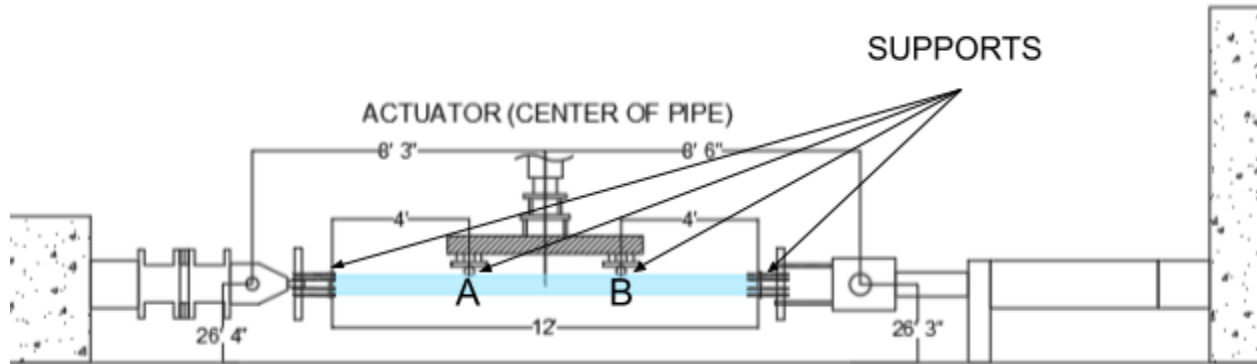 SUPPORTS
ACTUATOR (CENTER OF PIPE)
6' 3"
6' 6"
4'
4'
A
B
12'
26' 4"
26' 3"